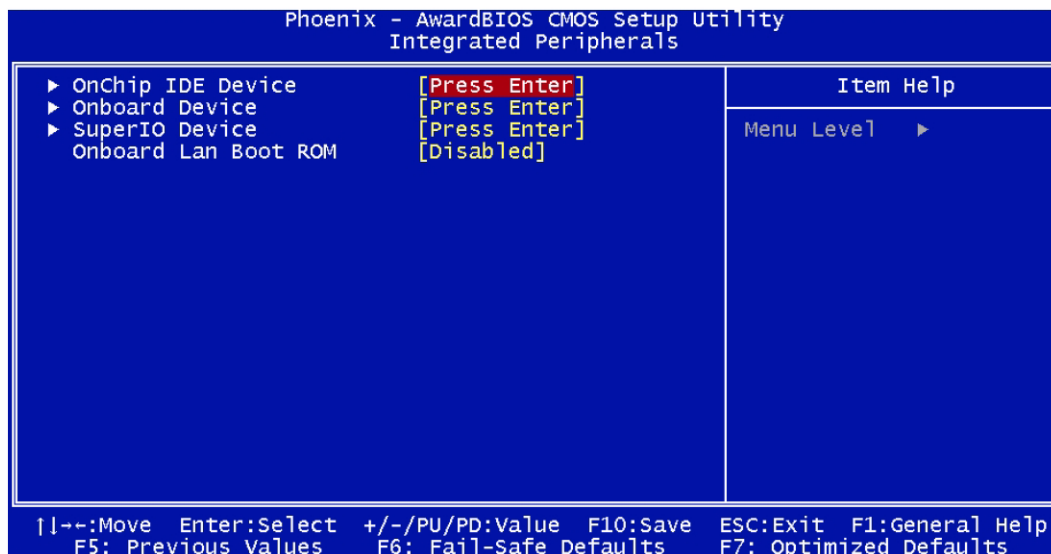 Phoenix - AwardBIOS CMOS Setup Utility
Integrated Peripherals
▶ OnChip IDE Device [Press Enter]
▶ Onboard Device [Press Enter]
▶ SuperIO Device [Press Enter]
Onboard Lan Boot ROM [Disabled]
Item Help
Menu Level ▶
↑↓→←:Move Enter:Select +/-/PU/PD:Value F10:Save ESC:Exit F1:General Help
F5: Previous Values F6: Fail-Safe Defaults F7: Optimized Defaults